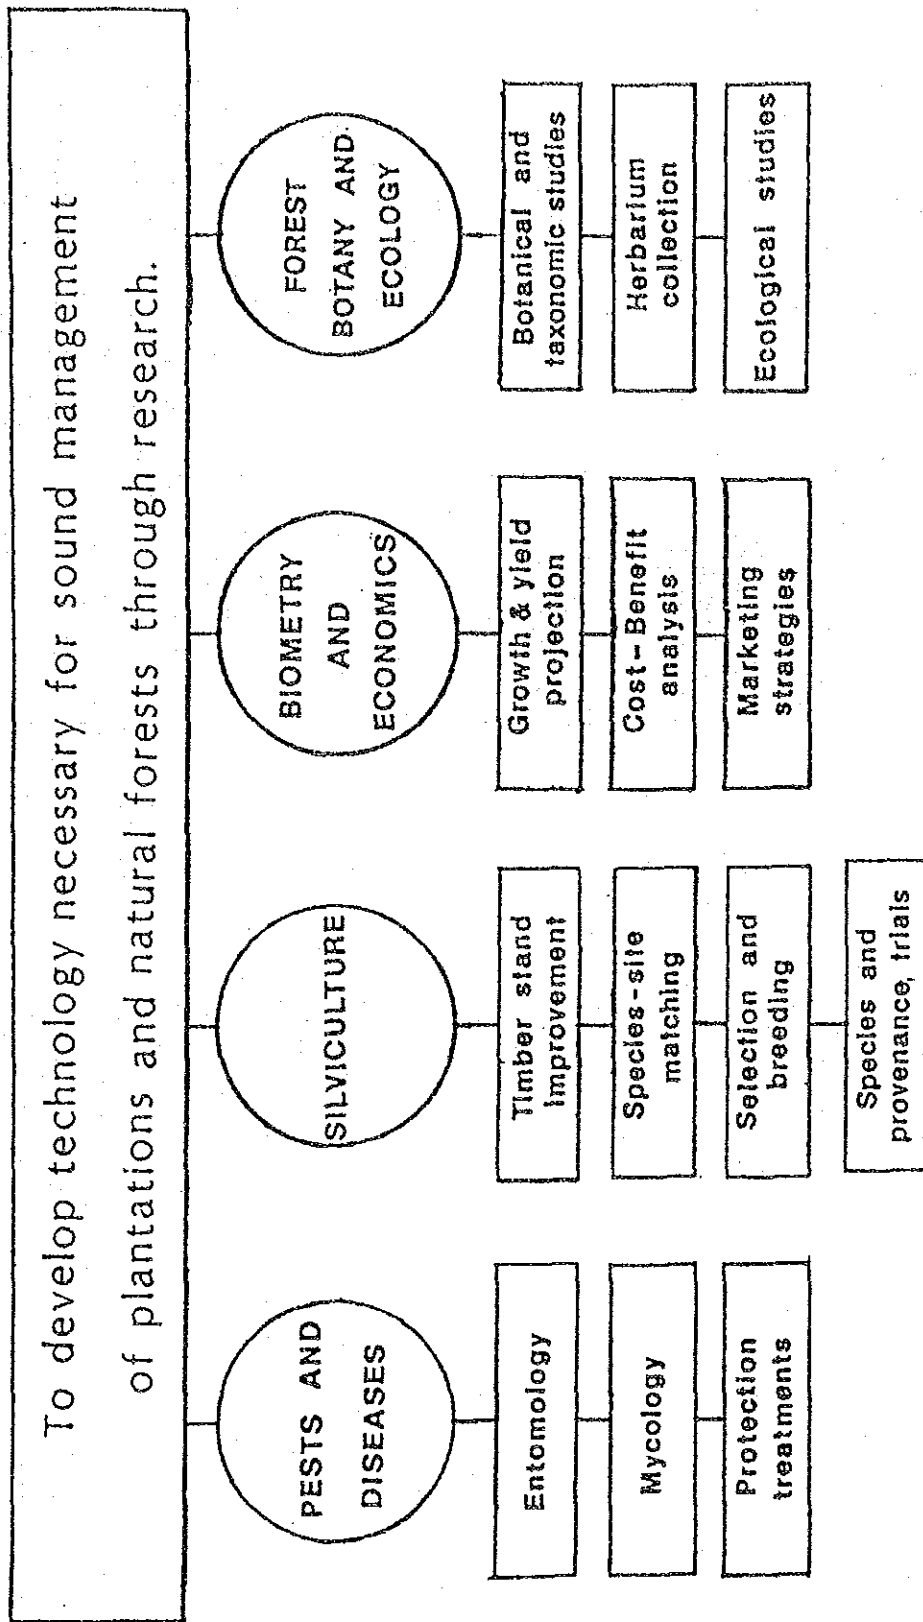 To develop technology necessary for sound management
of plantations and natural forests through research.
PESTS AND
DISEASES
Entomology
Mycology
Protection
treatments
SILVICULTURE
Timber stand
improvement
Species-site
matching
Selection and
breeding
Species and
provenance, trials
BIOMETRY
AND
ECONOMICS
Growth & yield
projection
Cost-Benefit
analysis
Marketing
strategies
FOREST
BOTANY AND
ECOLOGY
Botanical and
taxonomic studies
Herbarium
collection
Ecological studies